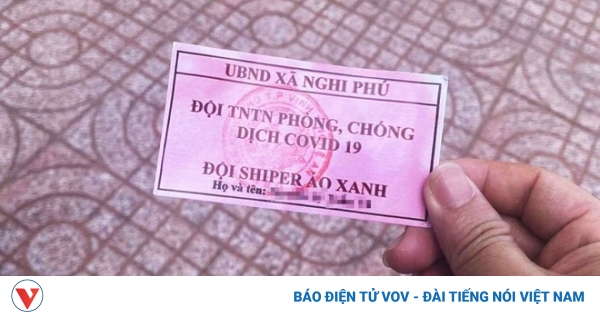 UBND XÃ NGHI PHÚ
ĐỘI TNTN PHÒNG, CHỐNG
DỊCH COVID 19
ĐỘI SHIPER ÁO XANH
Họ và tên:
BÁO ĐIỆN TỬ VOV - ĐÀI TIẾNG NÓI VIỆT NAM